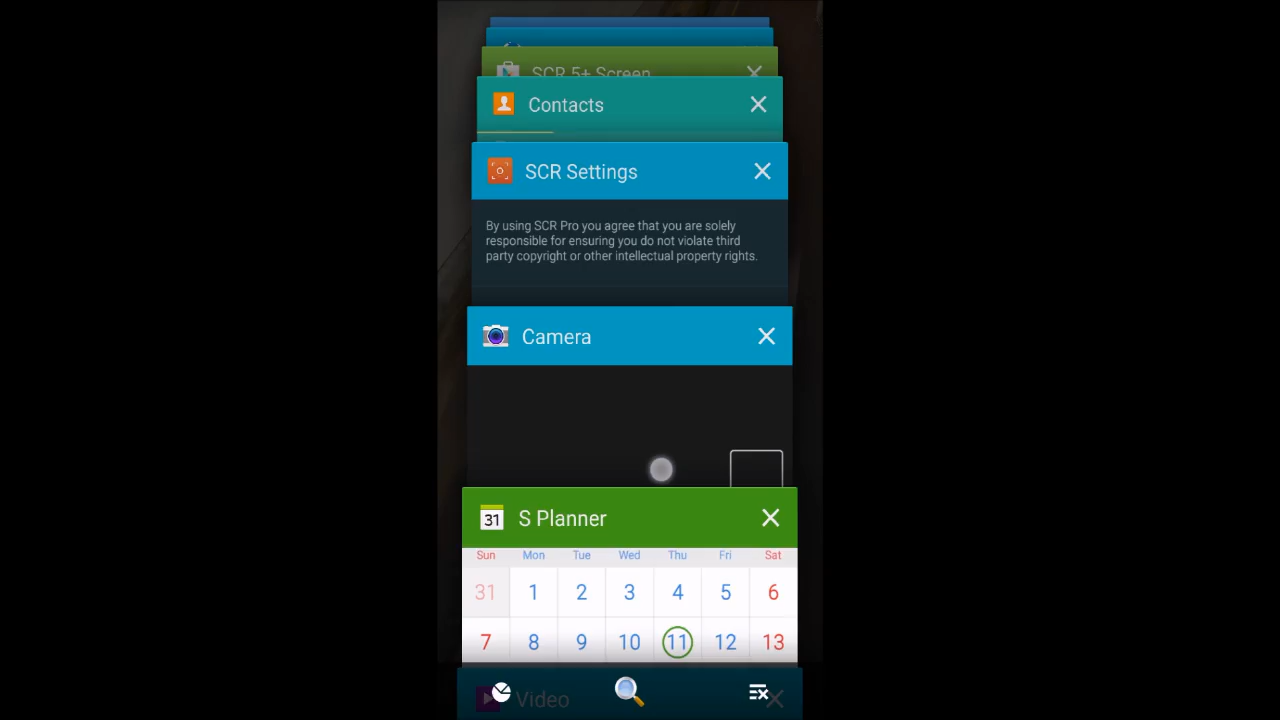 SCR 5+ Screen
Contacts
SCR Settings
By using SCR Pro you agree that you are solely
responsible for ensuring you do not violate third
party copyright or other intellectual property rights.
Camera
31 S Planner
Sun Mon Tue Wed Thu Fri Sat
31 1 2 3 4 5 6
7 8 9 10 11 12 13
Video